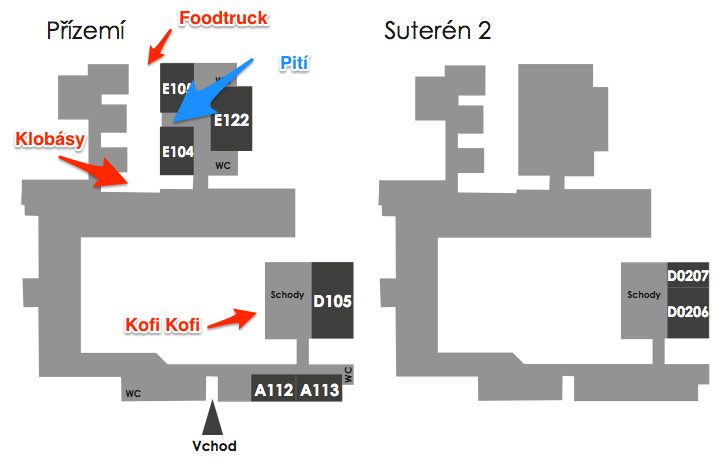 Přízemí
Foodtruck
Suterén 2
Pití
WC
E105
E122
Klobásy
E104
WC
Schody
D105
Kofi Kofi
Schody
D0207
D0206
WC
A112
A113
WC
Vchod